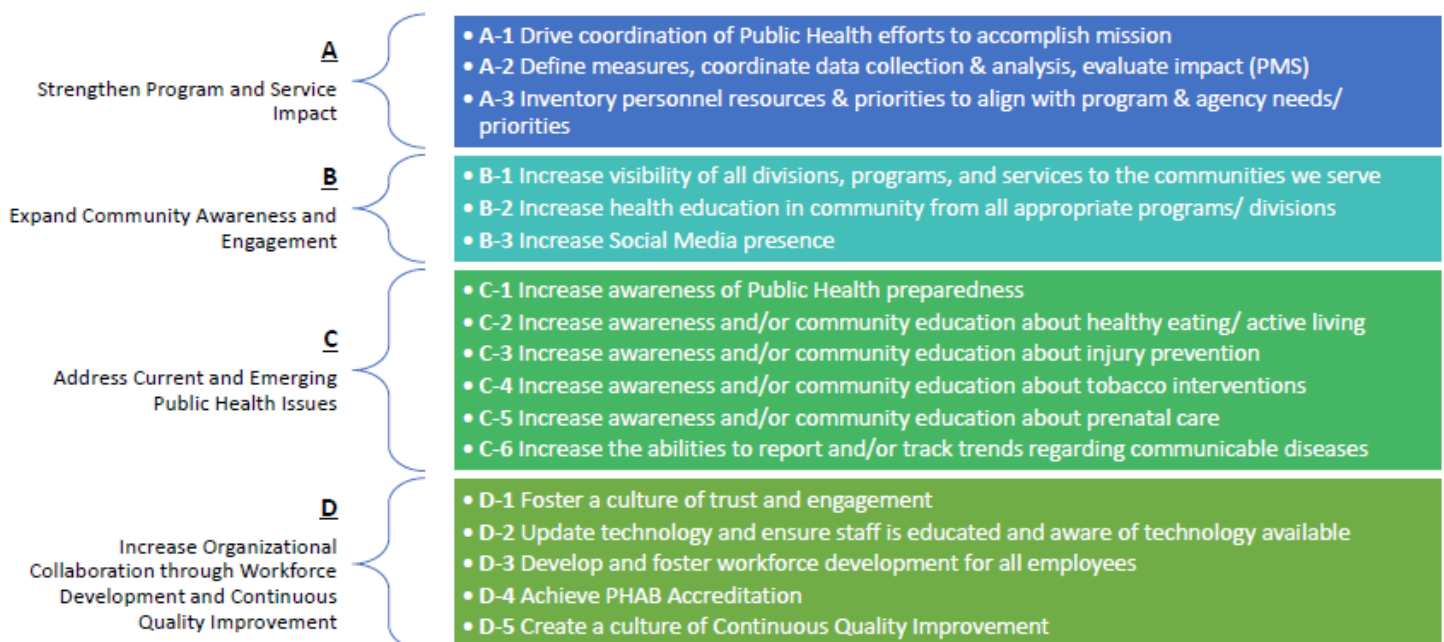 A
Strengthen Program and Service
Impact
• A-1 Drive coordination of Public Health efforts to accomplish mission
• A-2 Define measures, coordinate data collection & analysis, evaluate impact (PMS)
• A-3 Inventory personnel resources & priorities to align with program & agency needs/
priorities
B
Expand Community Awareness and
Engagement
• B-1 Increase visibility of all divisions, programs, and services to the communities we serve
• B-2 Increase health education in community from all appropriate programs/ divisions
• B-3 Increase Social Media presence
C
Address Current and Emerging
Public Health Issues
• C-1 Increase awareness of Public Health preparedness
• C-2 Increase awareness and/or community education about healthy eating/ active living
• C-3 Increase awareness and/or community education about injury prevention
• C-4 Increase awareness and/or community education about tobacco interventions
• C-5 Increase awareness and/or community education about prenatal care
• C-6 Increase the abilities to report and/or track trends regarding communicable diseases
D
Increase Organizational
Collaboration through Workforce
Development and Continuous
Quality Improvement
• D-1 Foster a culture of trust and engagement
• D-2 Update technology and ensure staff is educated and aware of technology available
• D-3 Develop and foster workforce development for all employees
• D-4 Achieve PHAB Accreditation
• D-5 Create a culture of Continuous Quality Improvement